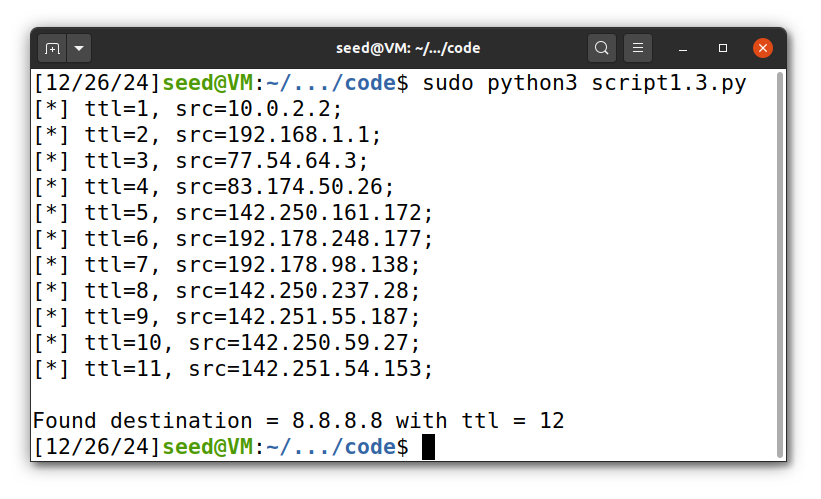 seed@VM: ~/.../code
[12/26/24]seed@VM:~/.../code$ sudo python3 script1.3.py
[*] ttl=1, src=10.0.2.2;
[*] ttl=2, src=192.168.1.1;
[*] ttl=3, src=77.54.64.3;
[*] ttl=4, src=83.174.50.26;
[*] ttl=5, src=142.250.161.172;
[*] ttl=6, src=192.178.248.177;
[*] ttl=7, src=192.178.98.138;
[*] ttl=8, src=142.250.237.28;
[*] ttl=9, src=142.251.55.187;
[*] ttl=10, src=142.250.59.27;
[*] ttl=11, src=142.251.54.153;
Found destination = 8.8.8.8 with ttl = 12
[12/26/24]seed@VM:~/.../code$